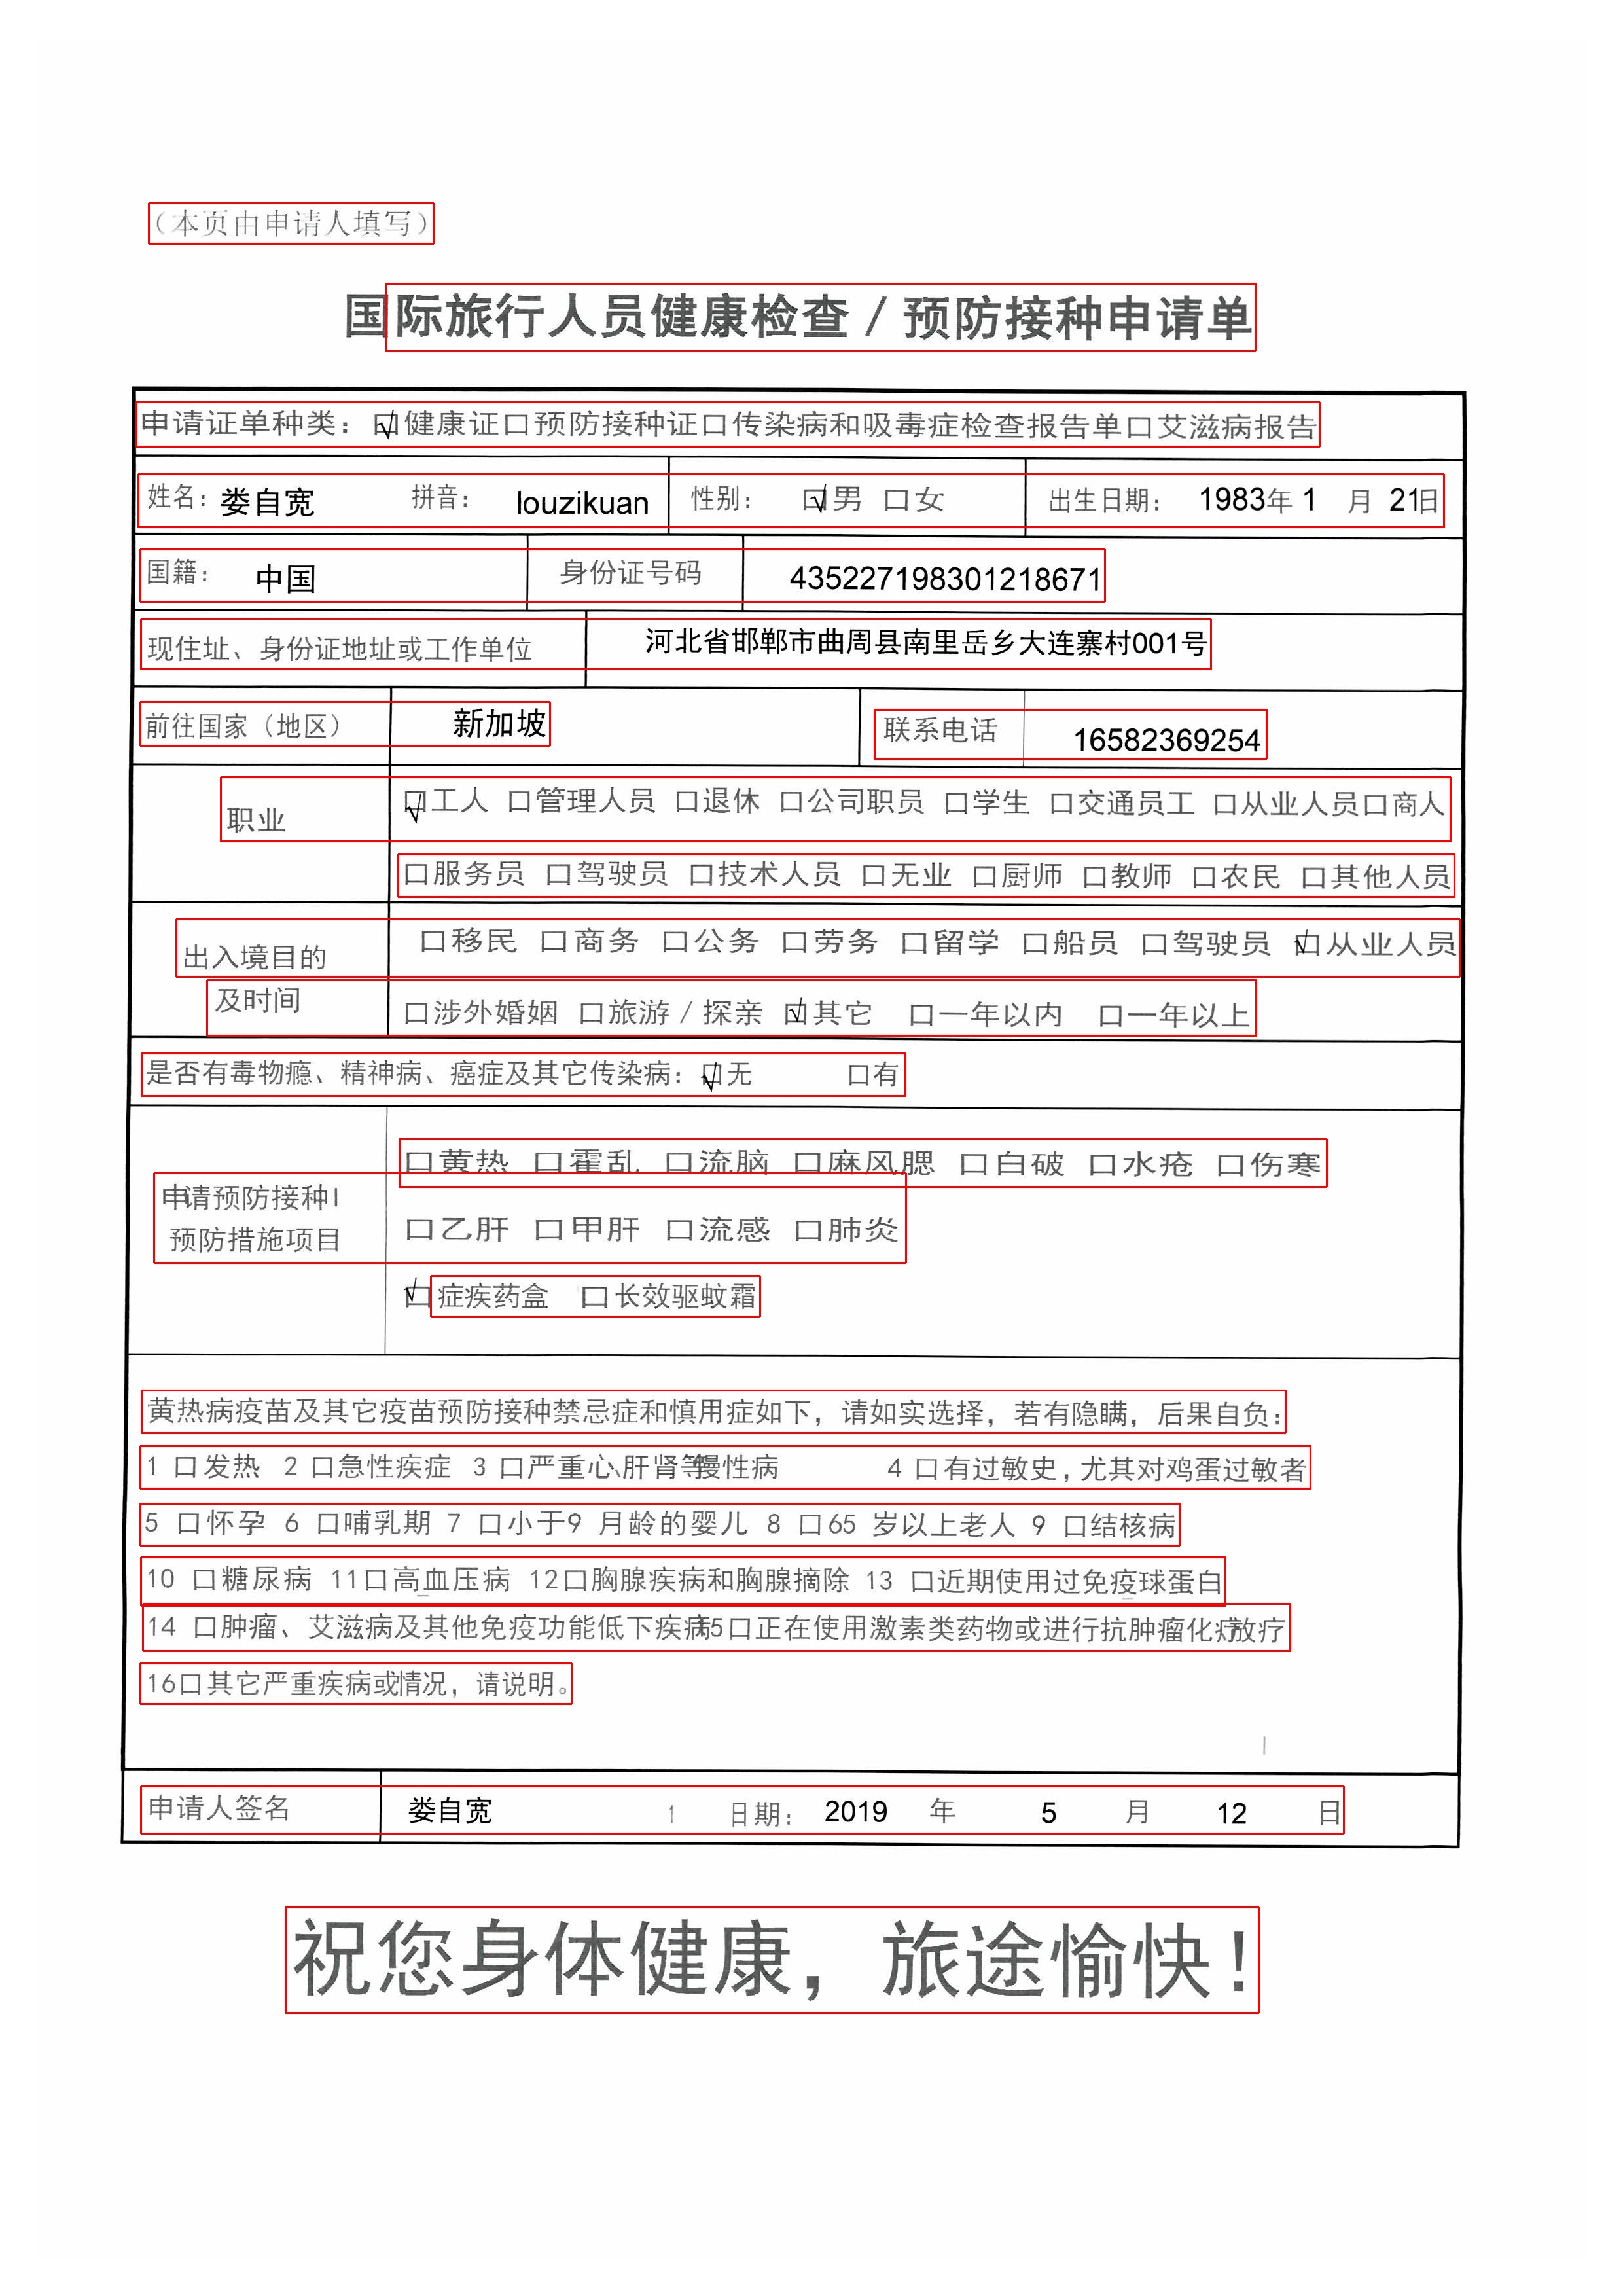 （本页由申请人填写）
国际旅行人员健康检查/预防接种申请单
申请证单种类：☑健康证口预防接种证口传染病和吸毒症检查报告单口艾滋病报告
姓名：娄自宽 拼音： louzikuan 性别： ☑男 口女 出生日期： 1983年 1 月 21日
国籍： 中国 身份证号码 435227198301218671
现住址、身份证地址或工作单位 河北省邯郸市曲周县南里岳乡大连寨村001号
前往国家（地区） 新加坡 联系电话 16582369254
职业 ☑工人 口管理人员 口退休 口公司职员 口学生 口交通员工 口从业人员口商人
口服务员 口驾驶员 口技术人员 口无业 口厨师 口教师 口农民 口其他人员
出入境目的 口移民 口商务 口公务 口劳务 口留学 口船员 口驾驶员 ☑从业人员
及时间 口涉外婚姻 口旅游/探亲 ☑其它 口一年以内 口一年以上
是否有毒物瘾、精神病、癌症及其它传染病：☑无 口有
口黄热 口霍乱 口流脑 口麻风腮 口白破 口水疮 口伤寒
申请预防接种|
预防措施项目 口乙肝 口甲肝 口流感 口肺炎
☑症疾药盒 口长效驱蚊霜
黄热病疫苗及其它疫苗预防接种禁忌症和慎用症如下，请如实选择，若有隐瞒，后果自负：
1 口发热 2 口急性疾症 3 口严重心、肝肾等慢性病 4 口有过敏史，尤其对鸡蛋过敏者
5 口怀孕 6 口哺乳期 7 口小于9 月龄的婴儿 8 口65 岁以上老人 9 口结核病
10 口糖尿病 11口高血压病 12口胸腺疾病和胸腺摘除 13 口近期使用过免疫球蛋白
14 口肿瘤、艾滋病及其他免疫功能低下疾病15口正在使用激素类药物或进行抗肿瘤化疗放疗
16口其它严重疾病或情况，请说明。
申请人签名 娄自宽 日期： 2019 年 5 月 12 日
祝您身体健康，旅途愉快！